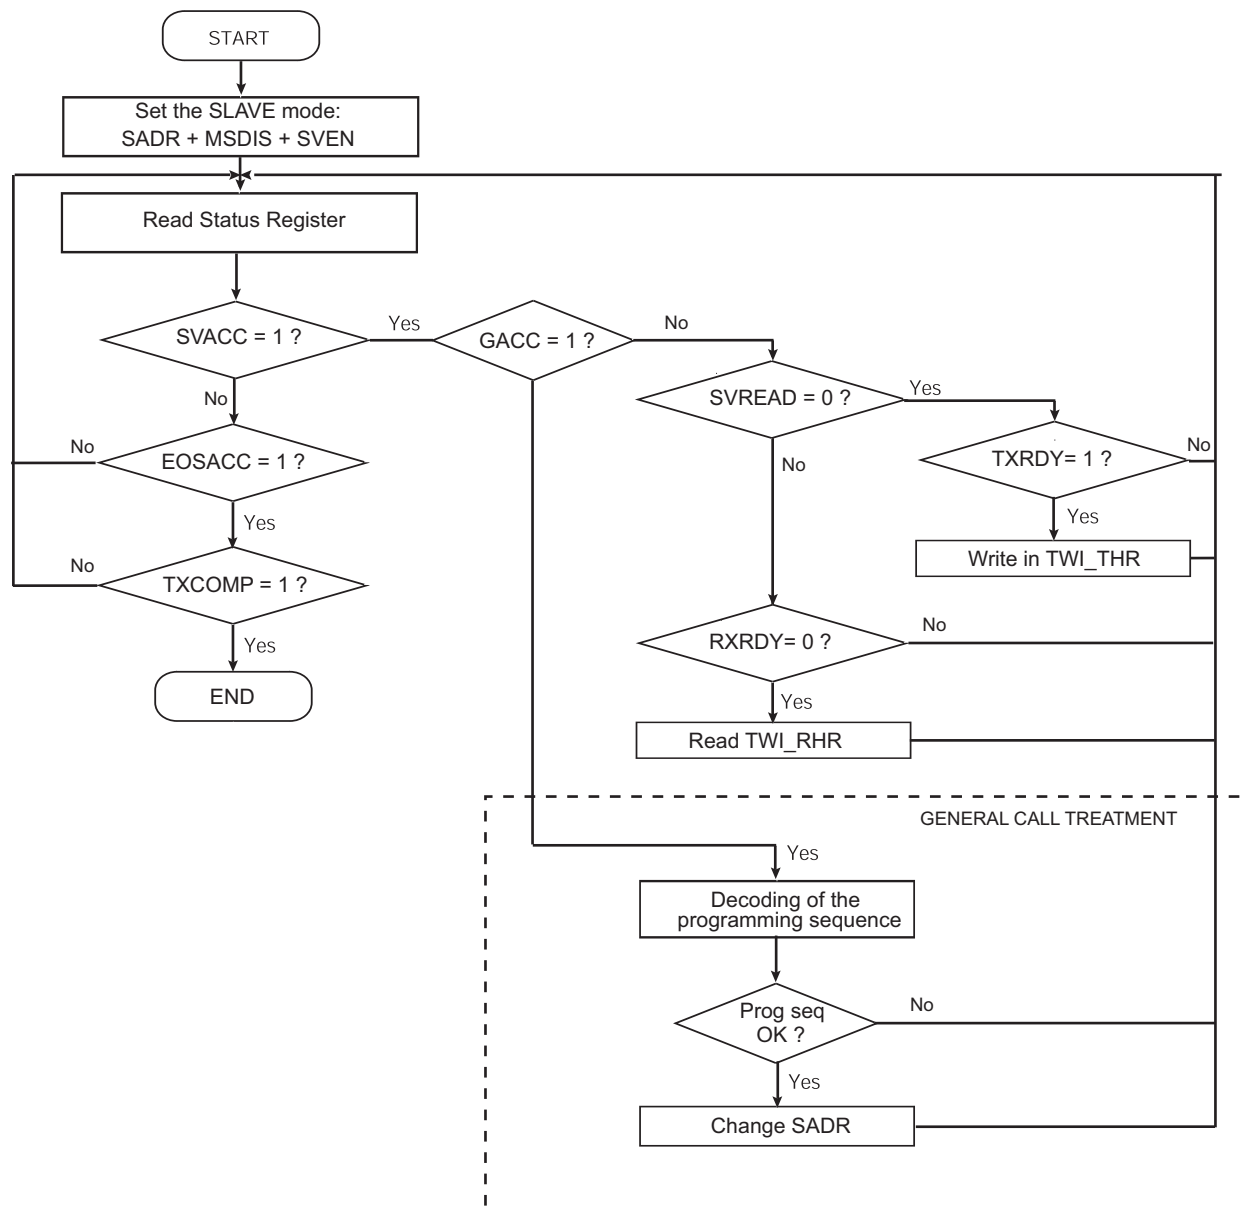 START
Set the SLAVE mode:
SADR + MSDIS + SVEN
Read Status Register
SVACC = 1 ?
Yes
GACC = 1 ?
No
SVREAD = 0 ?
Yes
No
EOSACC = 1 ?
No
TXRDY= 1 ?
No
No
Yes
Yes
Write in TWI_THR
No
TXCOMP = 1 ?
RXRDY= 0 ?
No
Yes
END
Yes
Read TWI_RHR
GENERAL CALL TREATMENT
Yes
Decoding of the
programming sequence
Prog seq
OK ?
No
Yes
Change SADR